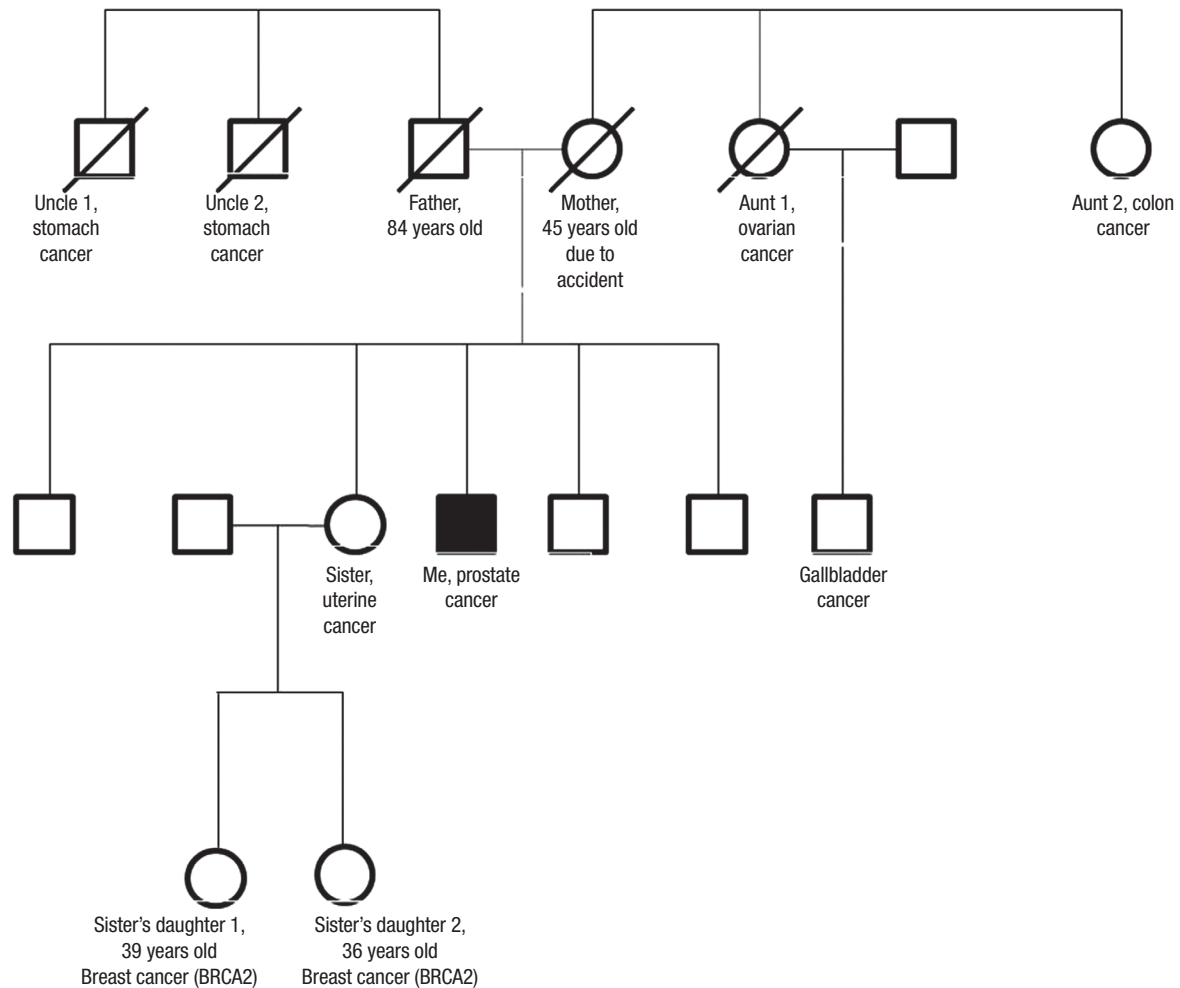 Uncle 1,
stomach
cancer
Uncle 2,
stomach
cancer
Father,
84 years old
Mother,
45 years old
due to
accident
Aunt 1,
ovarian
cancer
Aunt 2, colon
cancer
Sister,
uterine
cancer
Me, prostate
cancer
Gallbladder
cancer
Sister’s daughter 1,
39 years old
Breast cancer (BRCA2)
Sister’s daughter 2,
36 years old
Breast cancer (BRCA2)